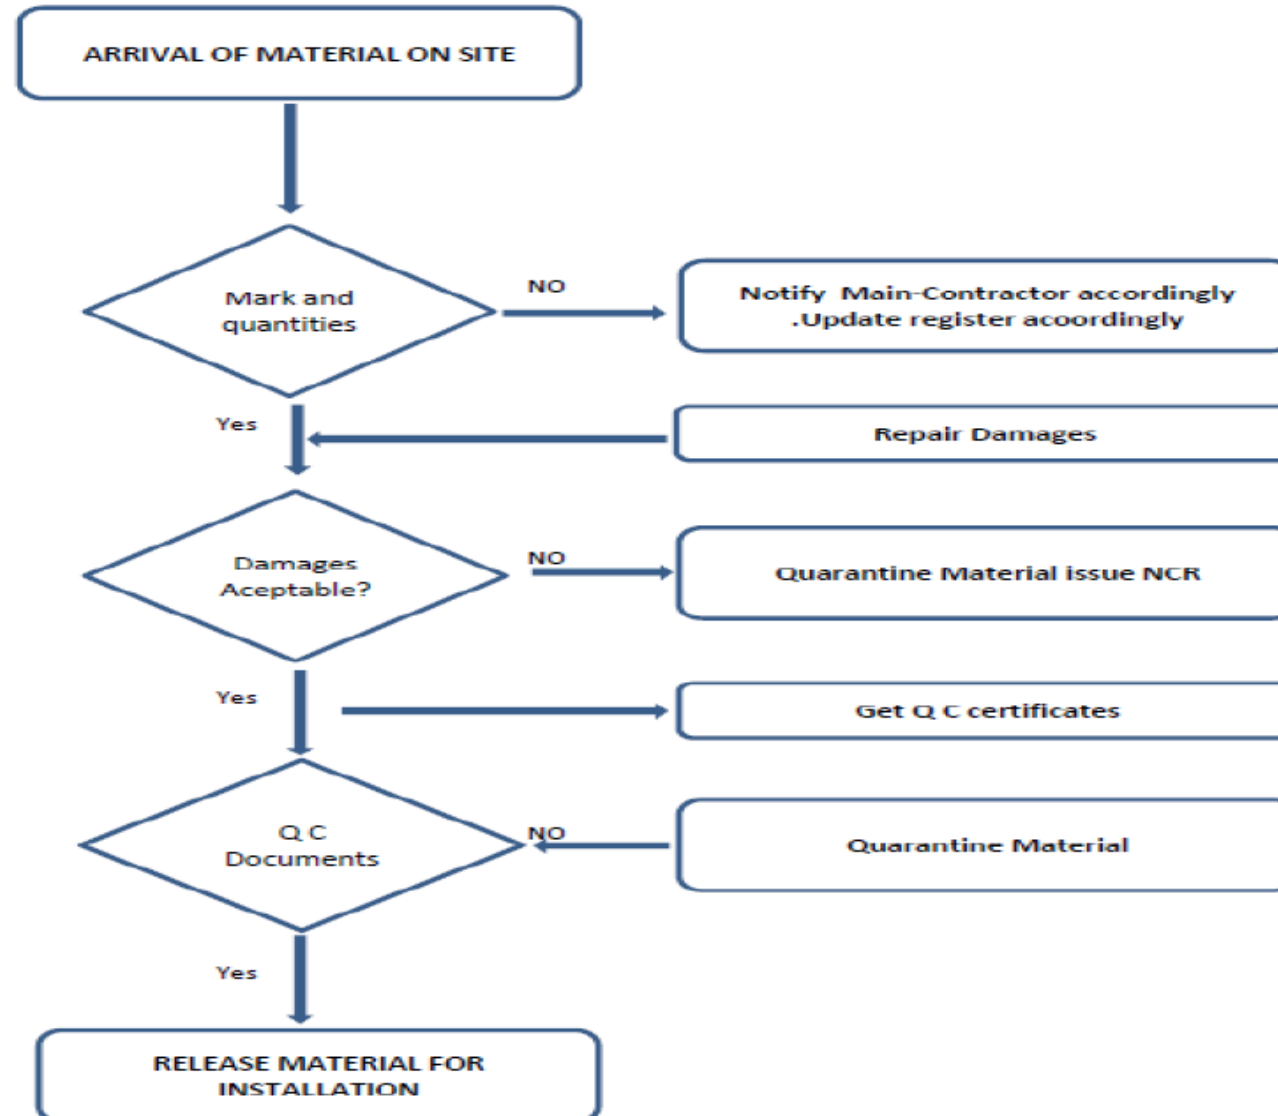 ARRIVAL OF MATERIAL ON SITE
Mark and
quantities
NO
Notify Main-Contractor accordingly
.Update register acoordingly
Yes
Repair Damages
Damages
Aceptable?
NO
Quarantine Material issue NCR
Yes
Get Q C certificates
Q C
Documents
NO
Quarantine Material
Yes
RELEASE MATERIAL FOR
INSTALLATION